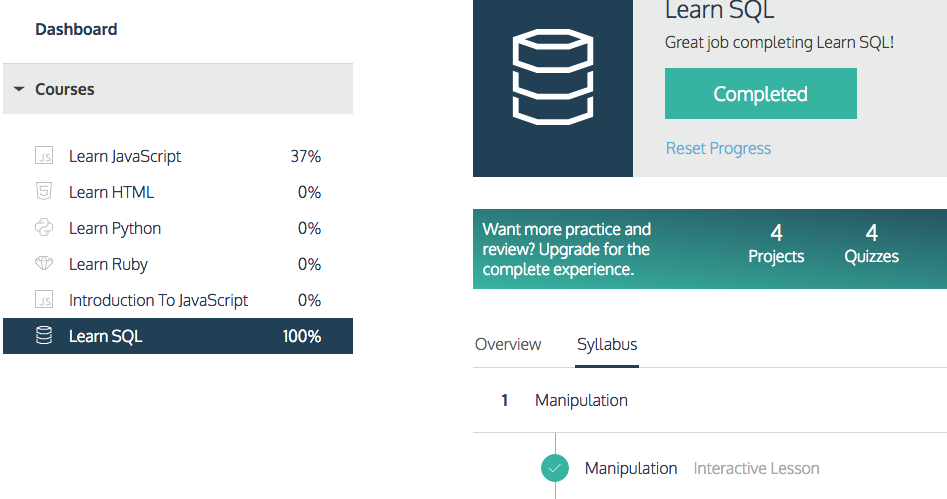 Dashboard
Courses
JS Learn JavaScript 37%
5 Learn HTML 0%
Learn Python 0%
Learn Ruby 0%
JS Introduction To JavaScript 0%
Learn SQL 100%
Learn SQL
Great job completing Learn SQL!
Completed
Reset Progress
Want more practice and
review? Upgrade for the
complete experience.
4
Projects
4
Quizzes
Overview Syllabus
1 Manipulation
Manipulation Interactive Lesson